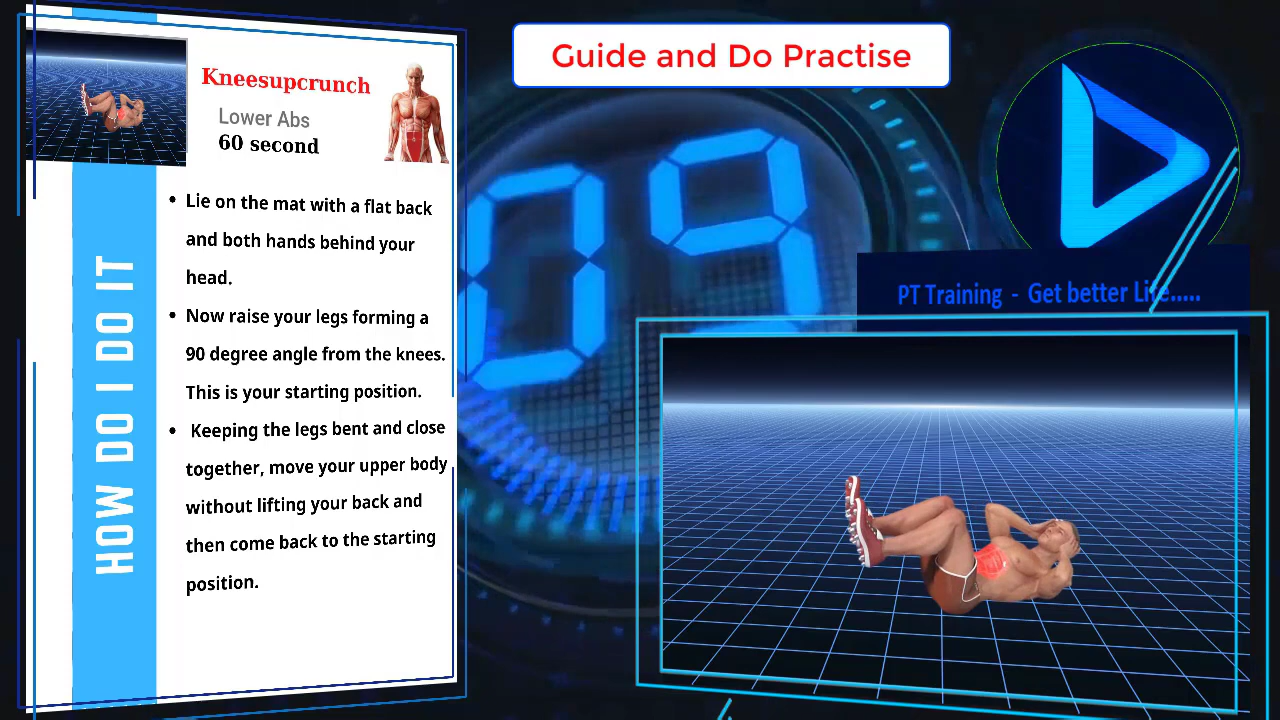 Guide and Do Practise
Kneesupcrunch
Lower Abs
60 second
HOW DO I DO IT
• Lie on the mat with a flat back
and both hands behind your
head.
• Now raise your legs forming a
90 degree angle from the knees.
This is your starting position.
• Keeping the legs bent and close
together, move your upper body
without lifting your back and
then come back to the starting
position.
09
PT Training - Get better Life.....